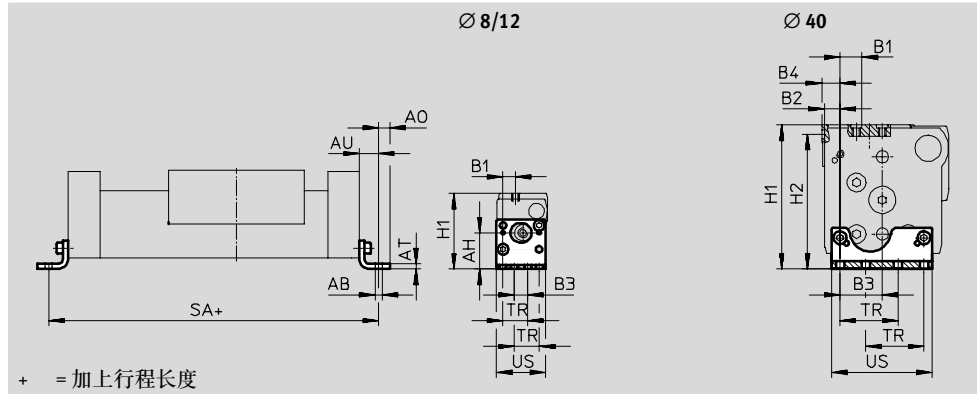 Ø 8/12
Ø 40
AO
AU
AT
AB
SA+
B1
H1
AH
B3
TR
TR
US
B1
B4
B2
H1
H2
B3
TR
TR
US
+ = 加上行程长度